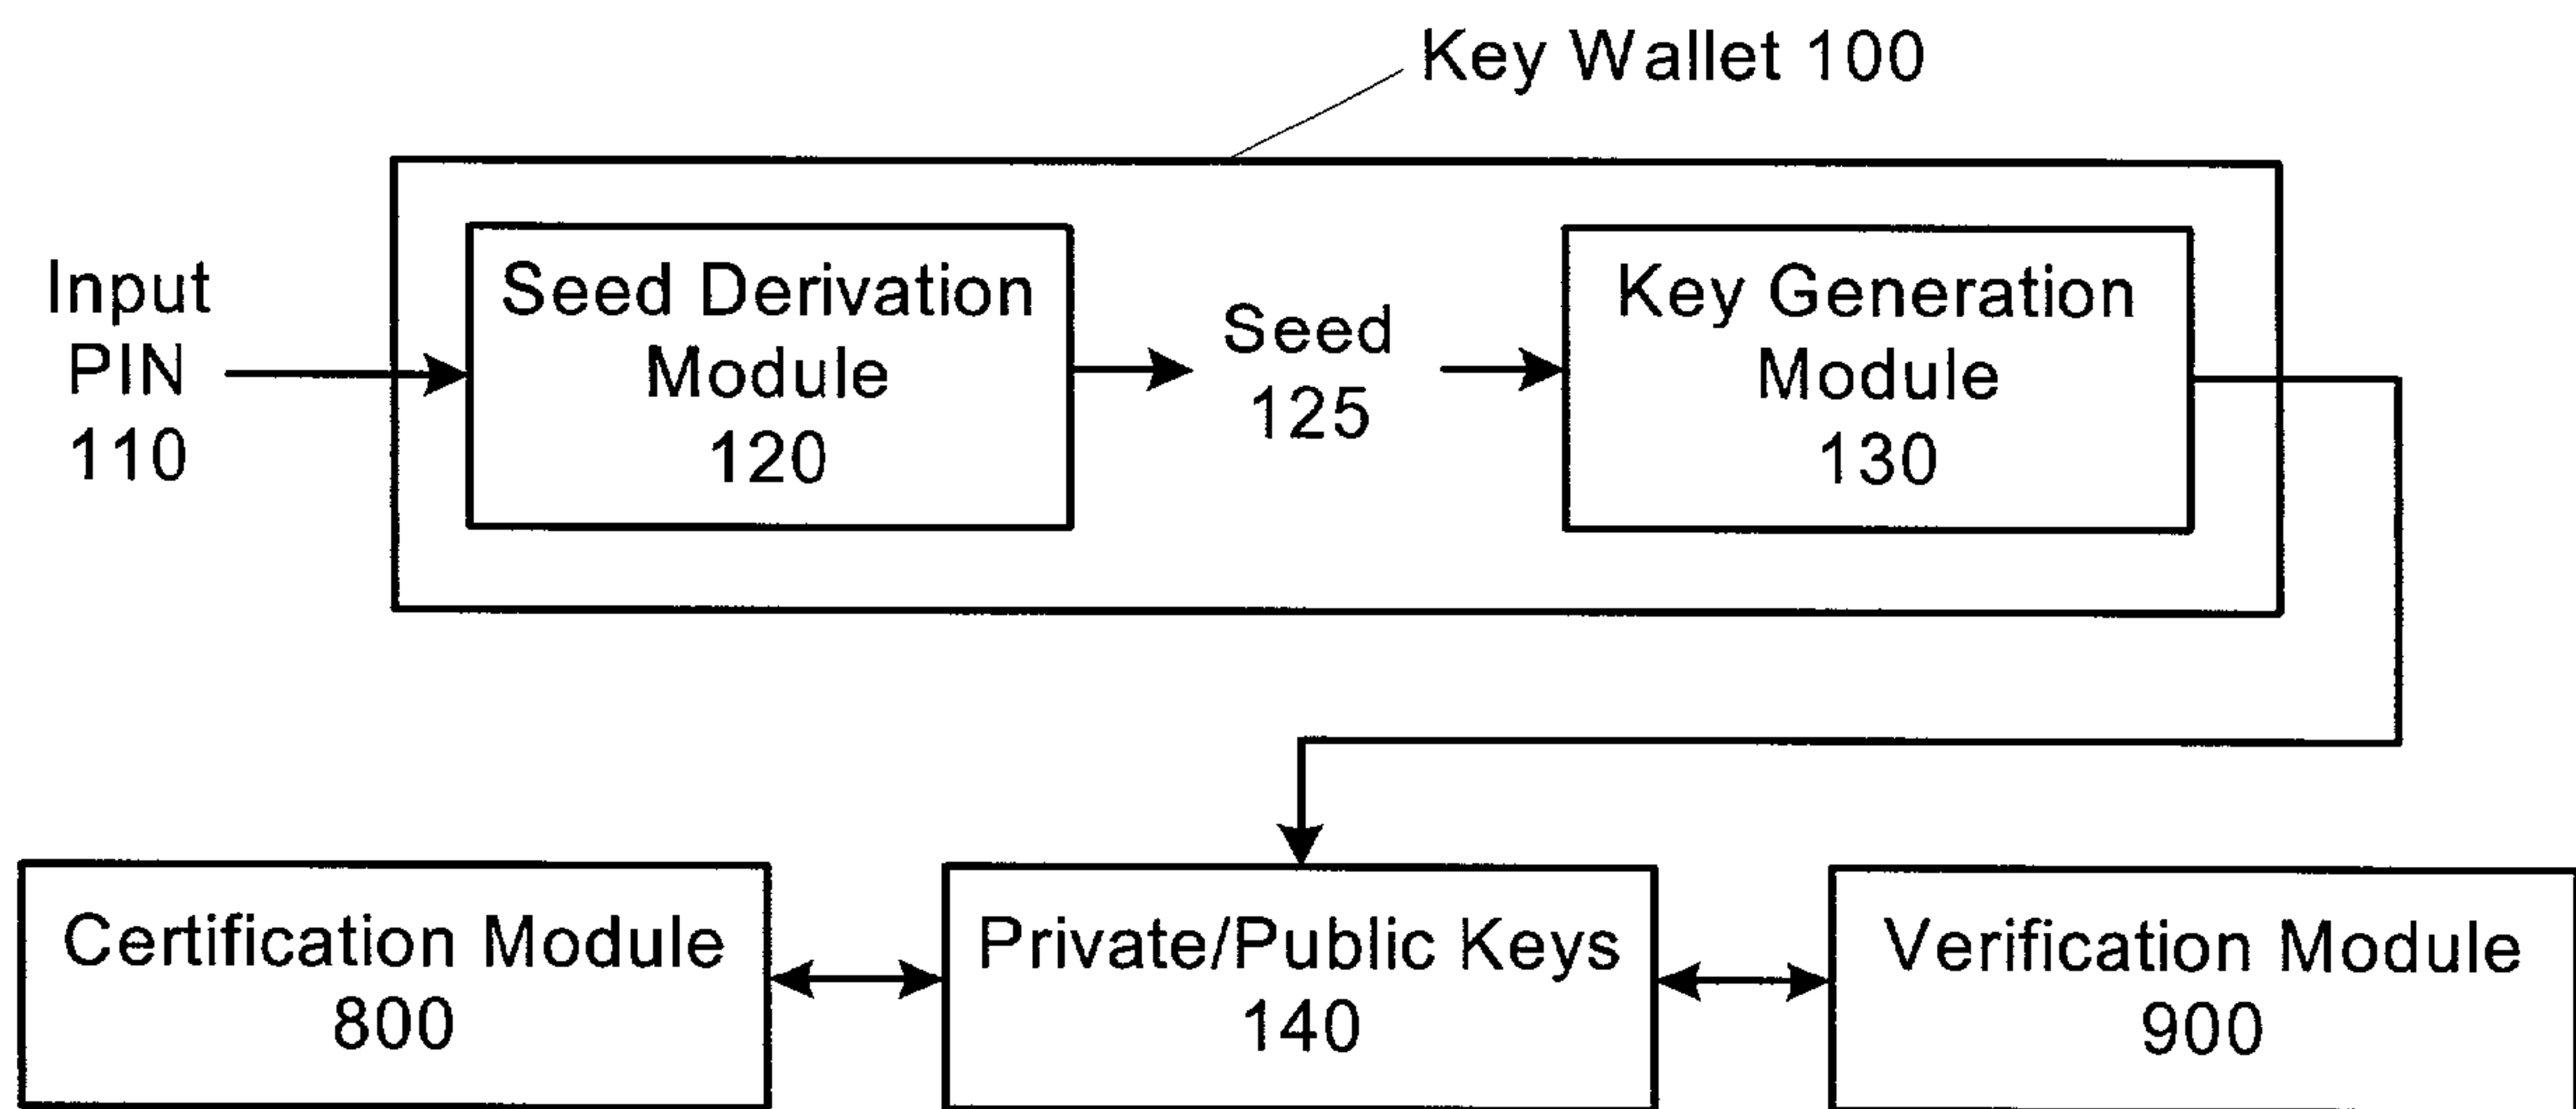 Key Wallet 100
Input
PIN
110
Seed Derivation
Module
120
Seed
125
Key Generation
Module
130
Certification Module
800
Private/Public Keys
140
Verification Module
900